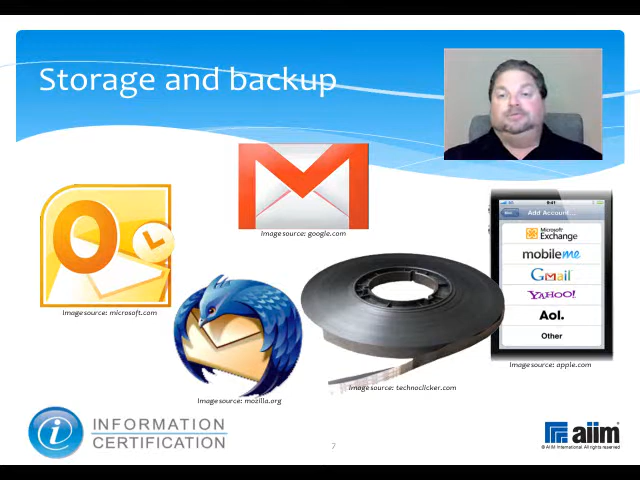 Storage and backup
Image source: google.com
9:41
Add Account...
Microsoft
Exchange
mobileme
Gmail
YAHOO!
Aol.
Other
Image source: microsoft.com
Image source: apple.com
Image source: technoclicker.com
Image source: mozilla.org
i
INFORMATION
CERTIFICATION
7
aiim
© AIIM International. All rights reserved